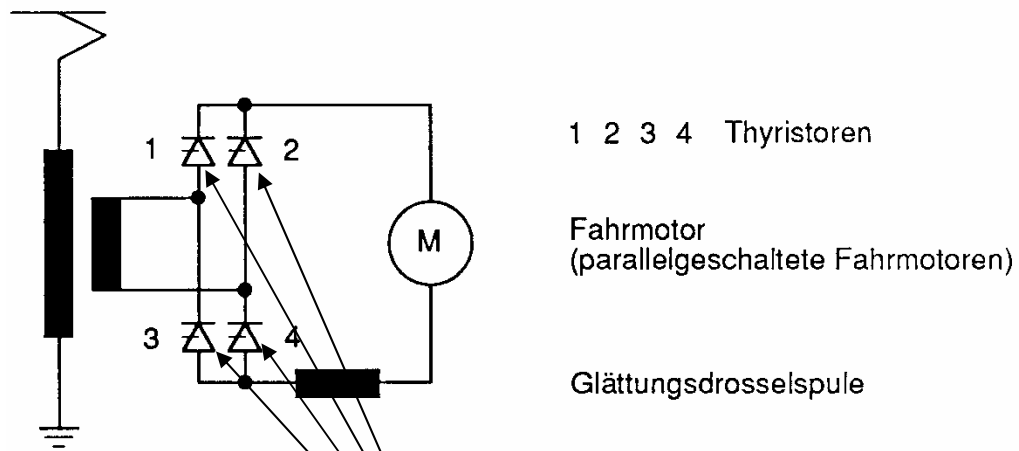 1 2
1 2 3 4 Thyristoren
M
Fahrmotor
(parallelgeschaltete Fahrmotoren)
3 4
Glättungsdrosselspule